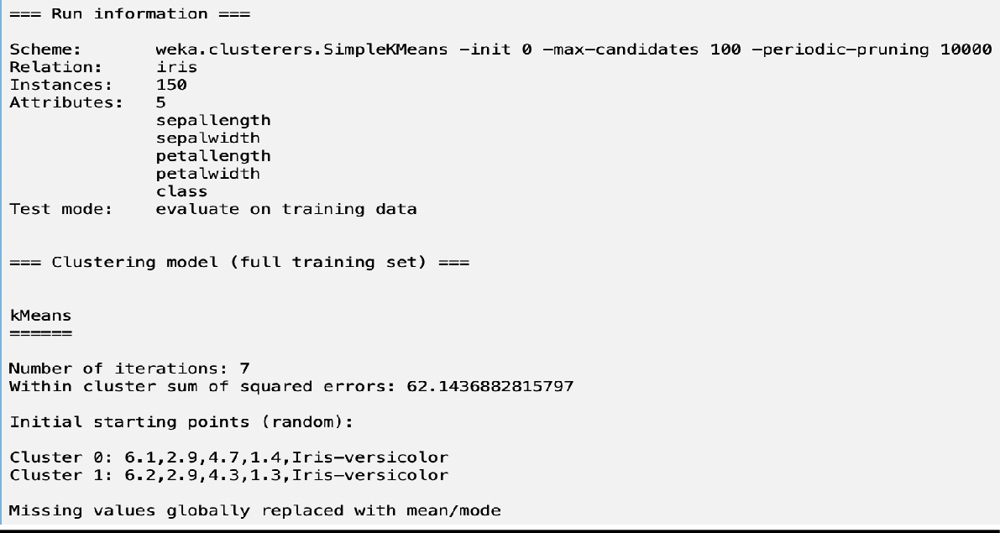 === Run information ===
Scheme: weka.clusterers.SimpleKMeans -init 0 -max-candidates 100 -periodic-pruning 10000
Relation: iris
Instances: 150
Attributes: 5
sepallength
sepalwidth
petallength
petalwidth
class
Test mode: evaluate on training data
=== Clustering model (full training set) ===
kMeans
======
Number of iterations: 7
Within cluster sum of squared errors: 62.1436882815797
Initial starting points (random):
Cluster 0: 6.1,2.9,4.7,1.4,Iris-versicolor
Cluster 1: 6.2,2.9,4.3,1.3,Iris-versicolor
Missing values globally replaced with mean/mode